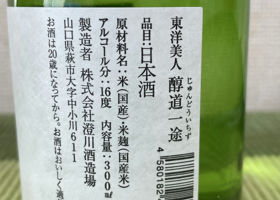 東洋美人 醇道一途
じゅんどういちず
品目:日本酒
原材料名:米(国産)・米麹(国産米)
アルコール分:16度 内容量:300㎖
製造者 株式会社澄川酒造場
山口県萩市大字中小川611
お酒は20歳になってから。お酒はおいしく適
4580182